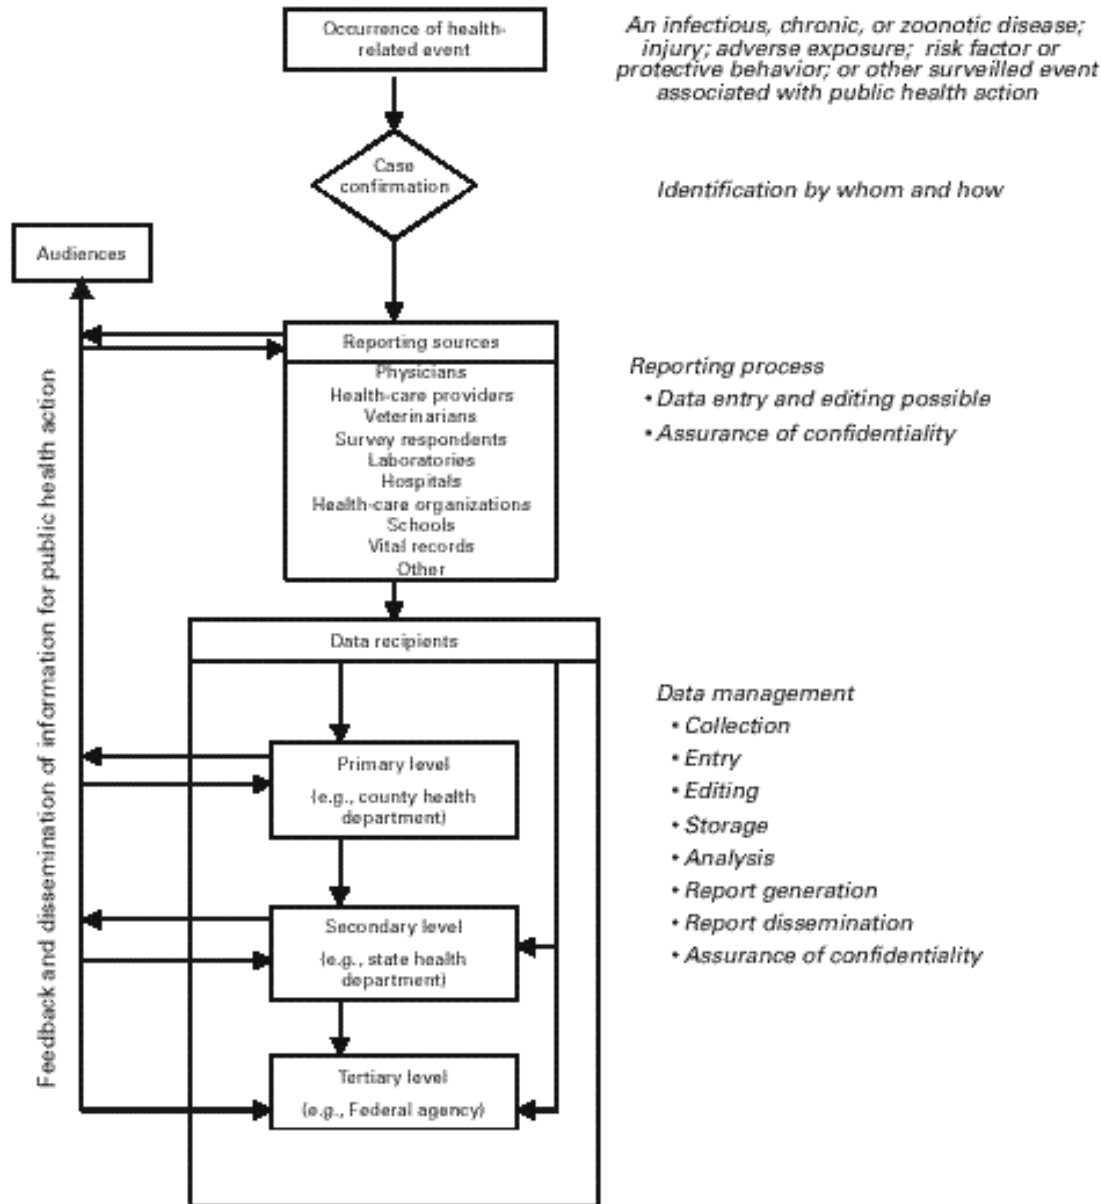 Occurrence of health-
related event
An infectious, chronic, or zoonotic disease;
injury; adverse exposure; risk factor or
protective behavior; or other surveilled event
associated with public health action
Case
confirmation
Identification by whom and how
Audiences
Reporting sources
Physicians
Health-care providers
Veterinarians
Survey respondents
Laboratories
Hospitals
Health-care organizations
Schools
Vital records
Other
Reporting process
• Data entry and editing possible
• Assurance of confidentiality
Feedback and dissemination of information for public health action
Data recipients
Primary level
(e.g., county health
department)
Secondary level
(e.g., state health
department)
Tertiary level
(e.g., Federal agency)
Data management
• Collection
• Entry
• Editing
• Storage
• Analysis
• Report generation
• Report dissemination
• Assurance of confidentiality